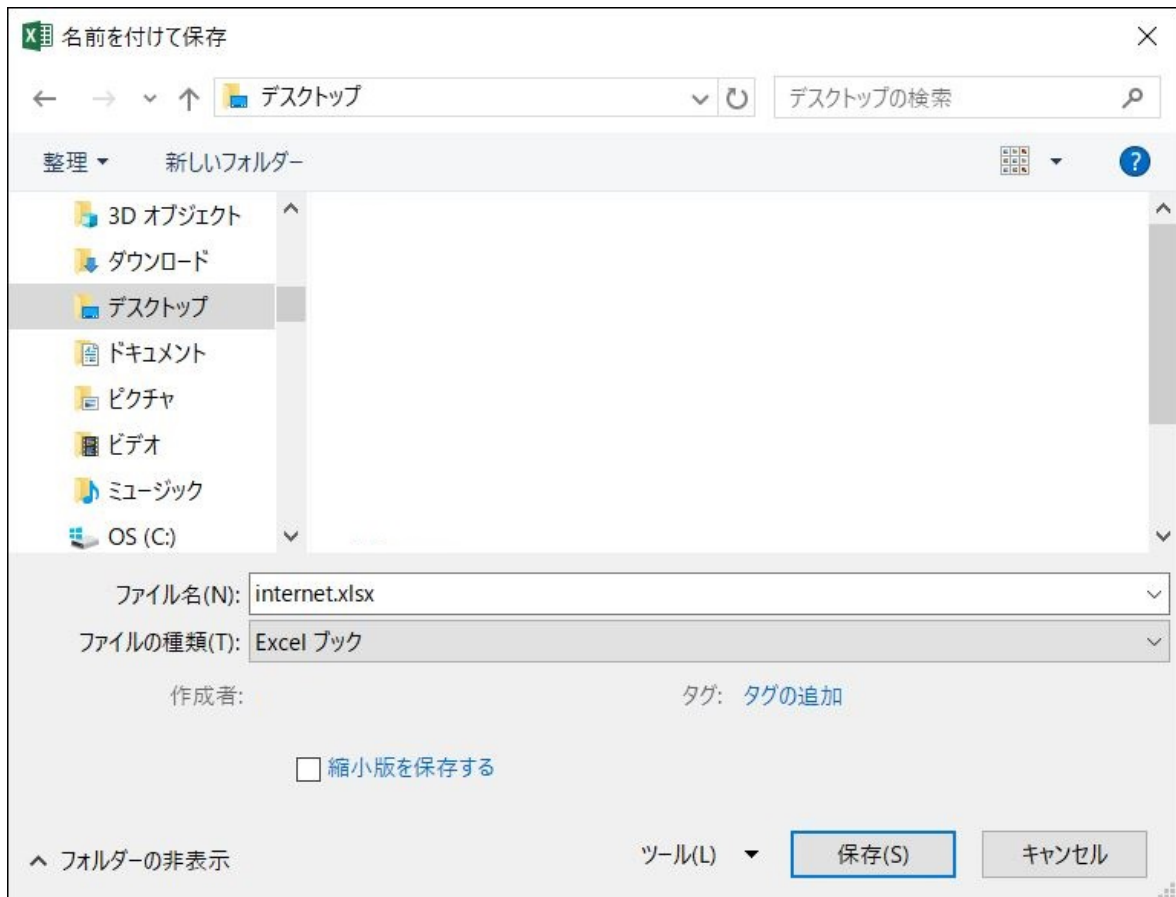 名前を付けて保存
デスクトップ
デスクトップの検索
整理
新しいフォルダー
?
3D オブジェクト
ダウンロード
デスクトップ
ドキュメント
ピクチャ
ビデオ
ミュージック
OS (C:)
ファイル名(N): internet.xlsx
ファイルの種類(T): Excel ブック
作成者:
タグ: タグの追加
縮小版を保存する
フォルダーの非表示
ツール(L)
保存(S)
キャンセル